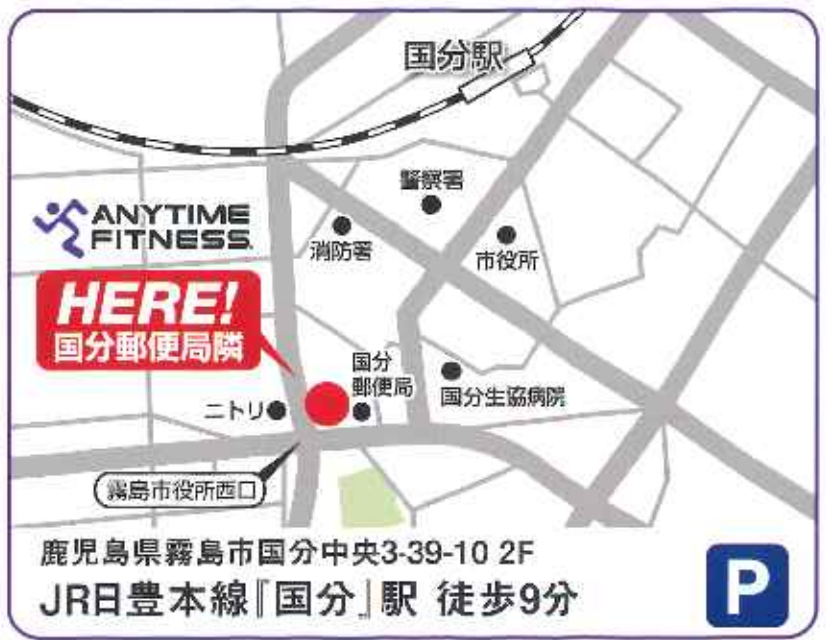 国分駅
警察署
消防署
市役所
ANYTIME
FITNESS.
HERE!
国分郵便局隣
国分
郵便局
ニトリ
国分生協病院
霧島市役所西口
鹿児島県霧島市国分中央3-39-10 2F
JR日豊本線『国分』駅 徒歩9分
P